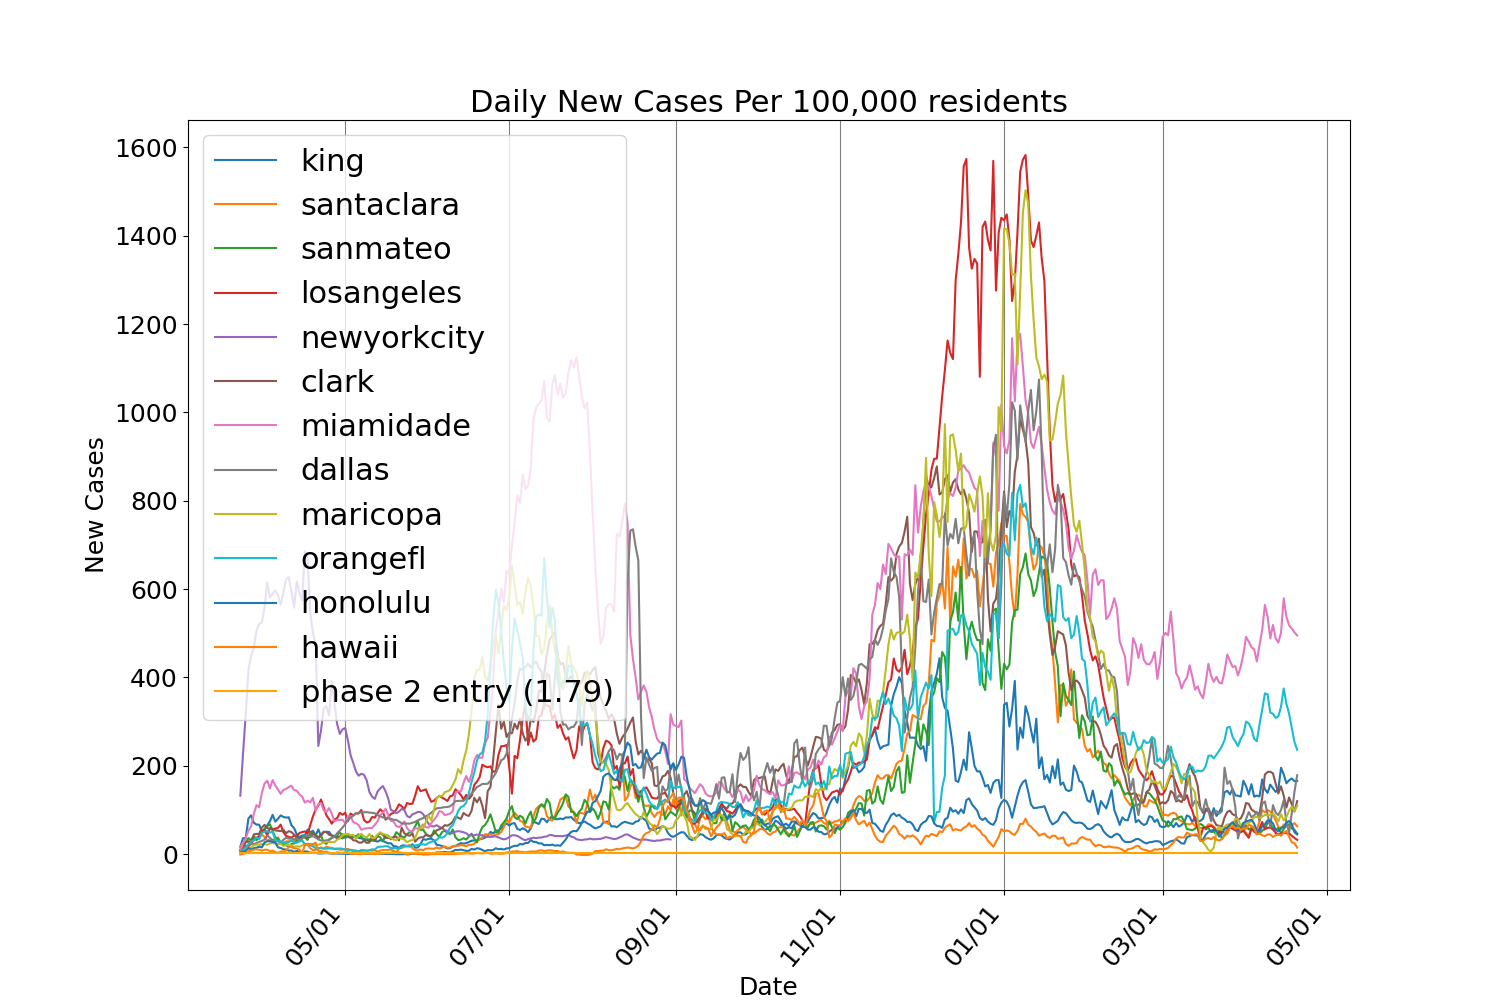 Daily New Cases Per 100,000 residents
1600
1400
1200
1000
800
600
400
200
0
New Cases
king
santaclara
sanmateo
losangeles
newyorkcity
clark
miamidade
dallas
maricopa
orangefl
honolulu
hawaii
phase 2 entry (1.79)
05/01
07/01
09/01
11/01
01/01
03/01
05/01
Date